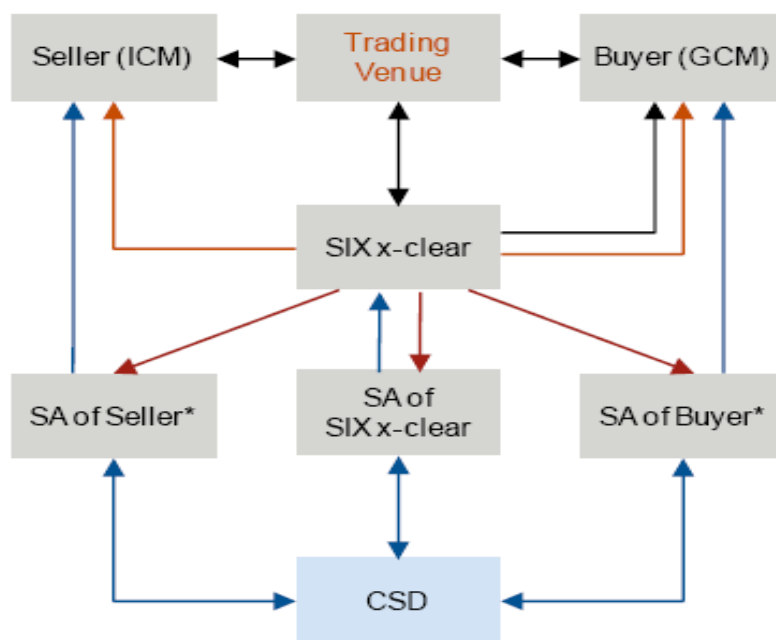 Seller (ICM)
Trading
Venue
Buyer (GCM)
SIX x-clear
SA of Seller*
SA of
SIX x-clear
SA of Buyer*
CSD